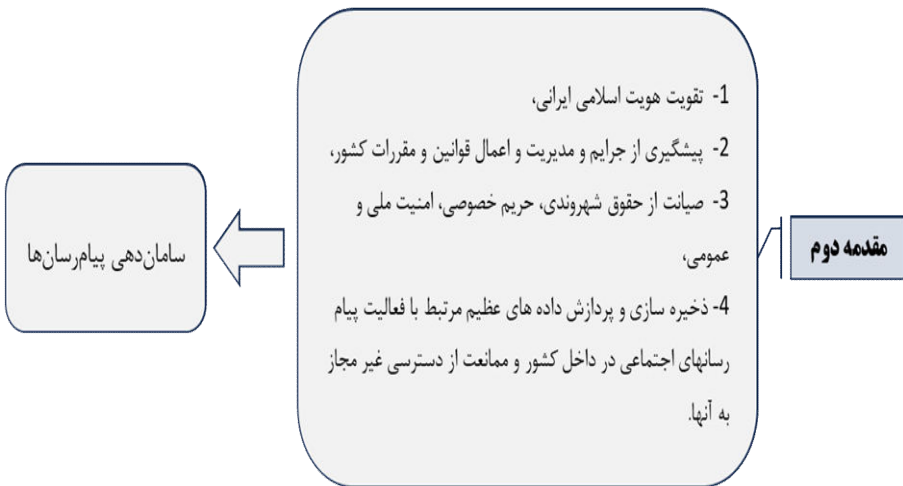 مقدمه دوم
1- تقویت هویت اسلامی ایرانی،
2- پیشگیری از جرایم و مدیریت و اعمال قوانین و مقررات کشور،
3- صیانت از حقوق شهروندی، حریم خصوصی، امنیت ملی و
عمومی،
4- ذخیره سازی و پردازش داده های عظیم مرتبط با فعالیت پیام
رسانهای اجتماعی در داخل کشور و ممانعت از دسترسی غیر مجاز
به آنها.
سامان‌دهی پیام‌رسان‌ها